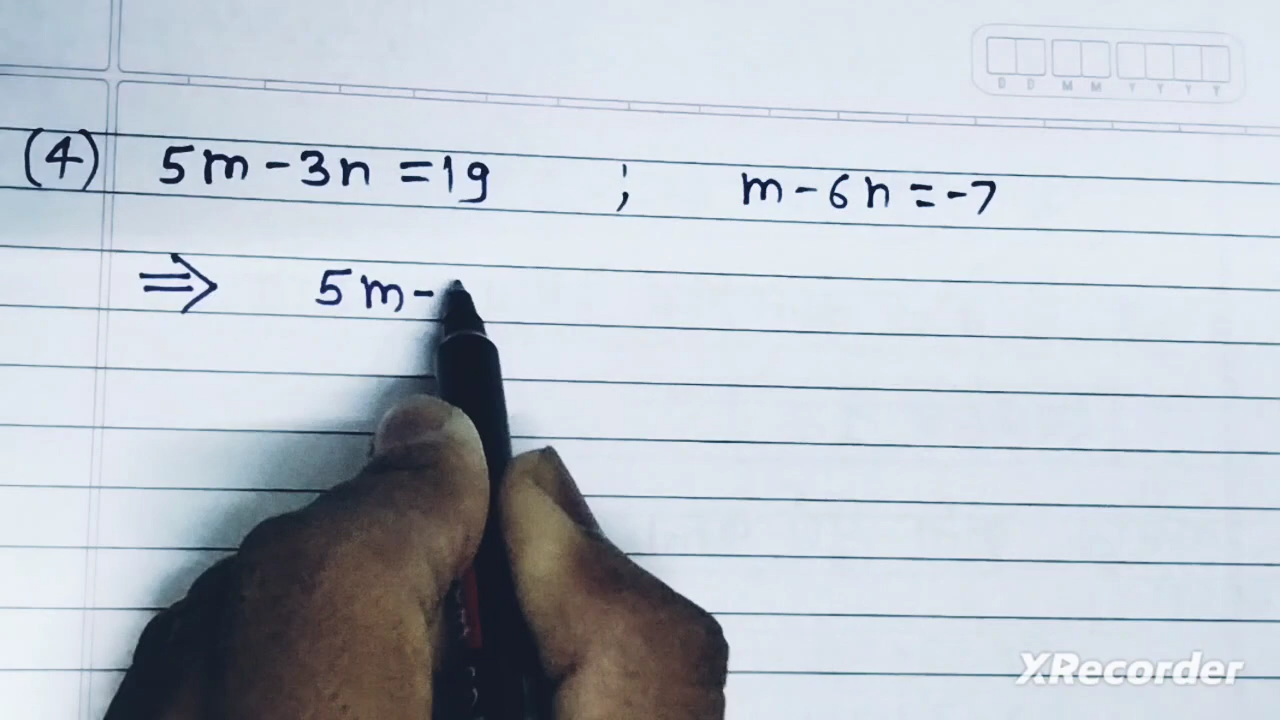 D D M M Y Y Y Y
(4) 5m - 3n = 19 ; m - 6n = -7
⇒ 5m -
XRecorder